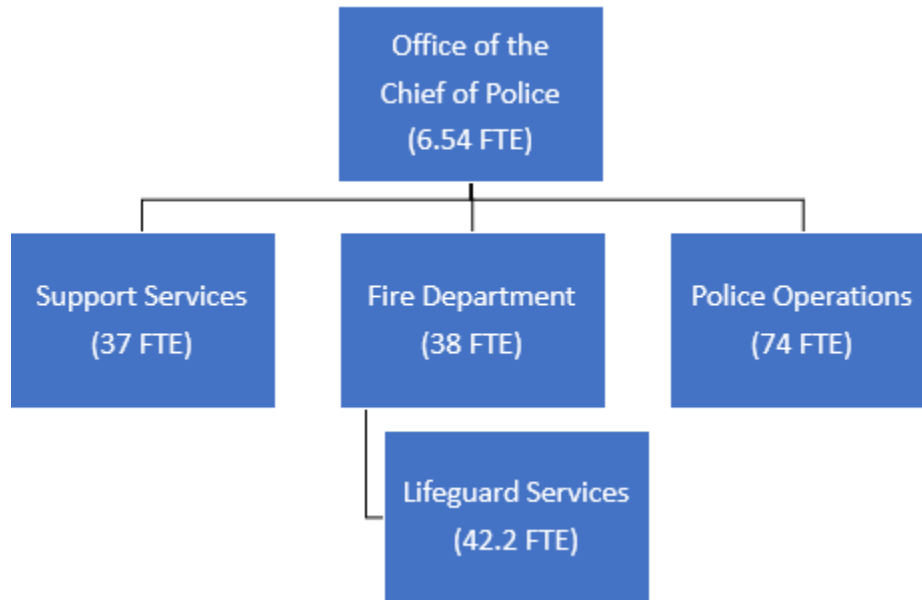 Office of the
Chief of Police
(6.54 FTE)
Support Services
(37 FTE)
Fire Department
(38 FTE)
Police Operations
(74 FTE)
Lifeguard Services
(42.2 FTE)